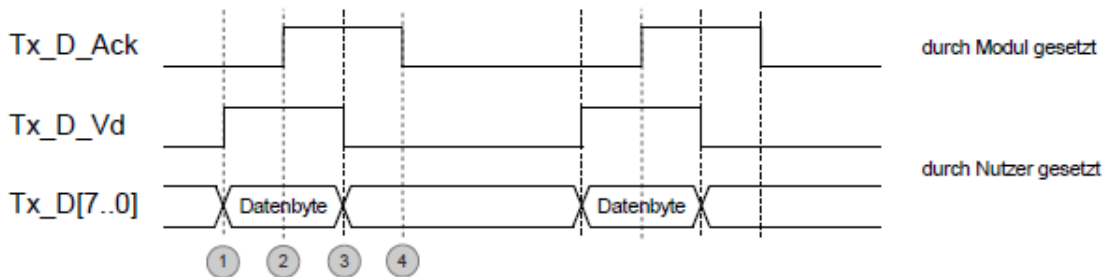 Tx_D_Ack
durch Modul gesetzt
Tx_D_Vd
durch Nutzer gesetzt
Tx_D[7..0] Datenbyte Datenbyte
1 2 3 4